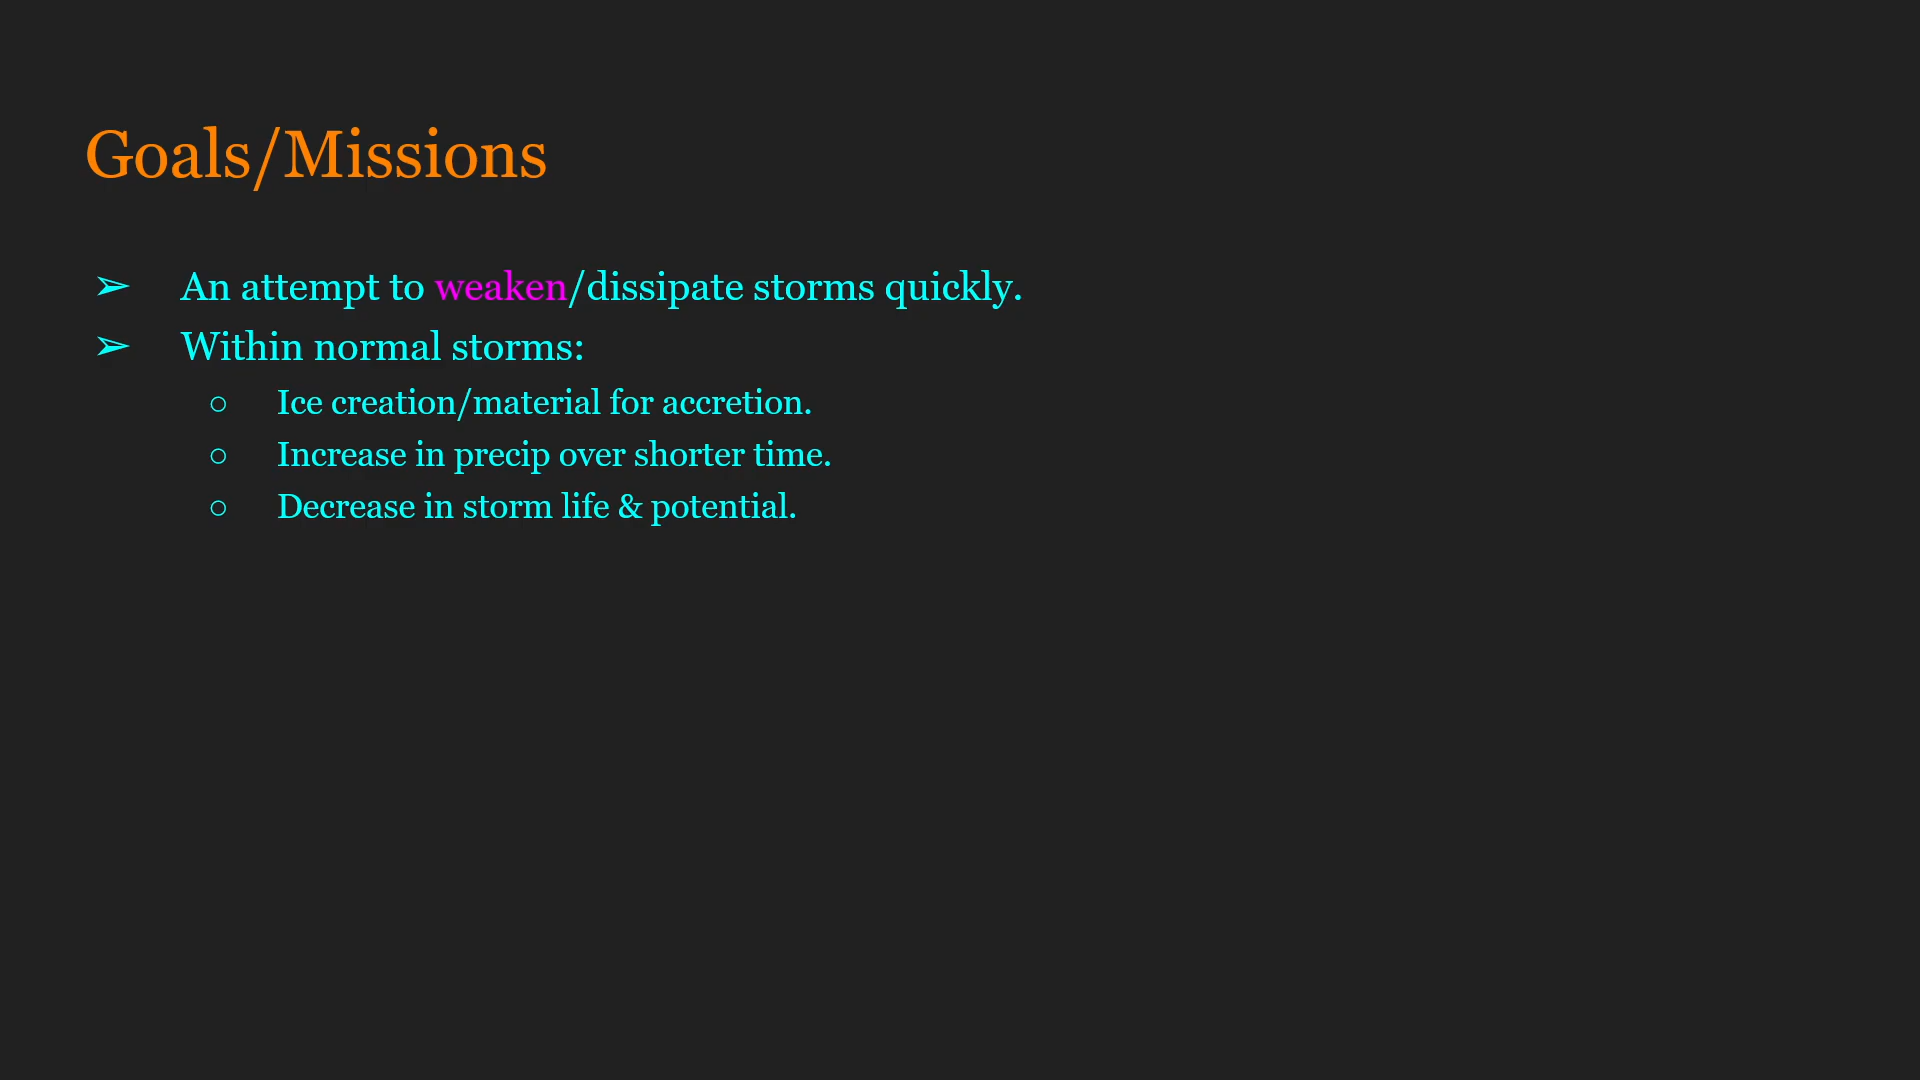 Goals/Missions
➢ An attempt to weaken/dissipate storms quickly.
➢ Within normal storms:
○ Ice creation/material for accretion.
○ Increase in precip over shorter time.
○ Decrease in storm life & potential.